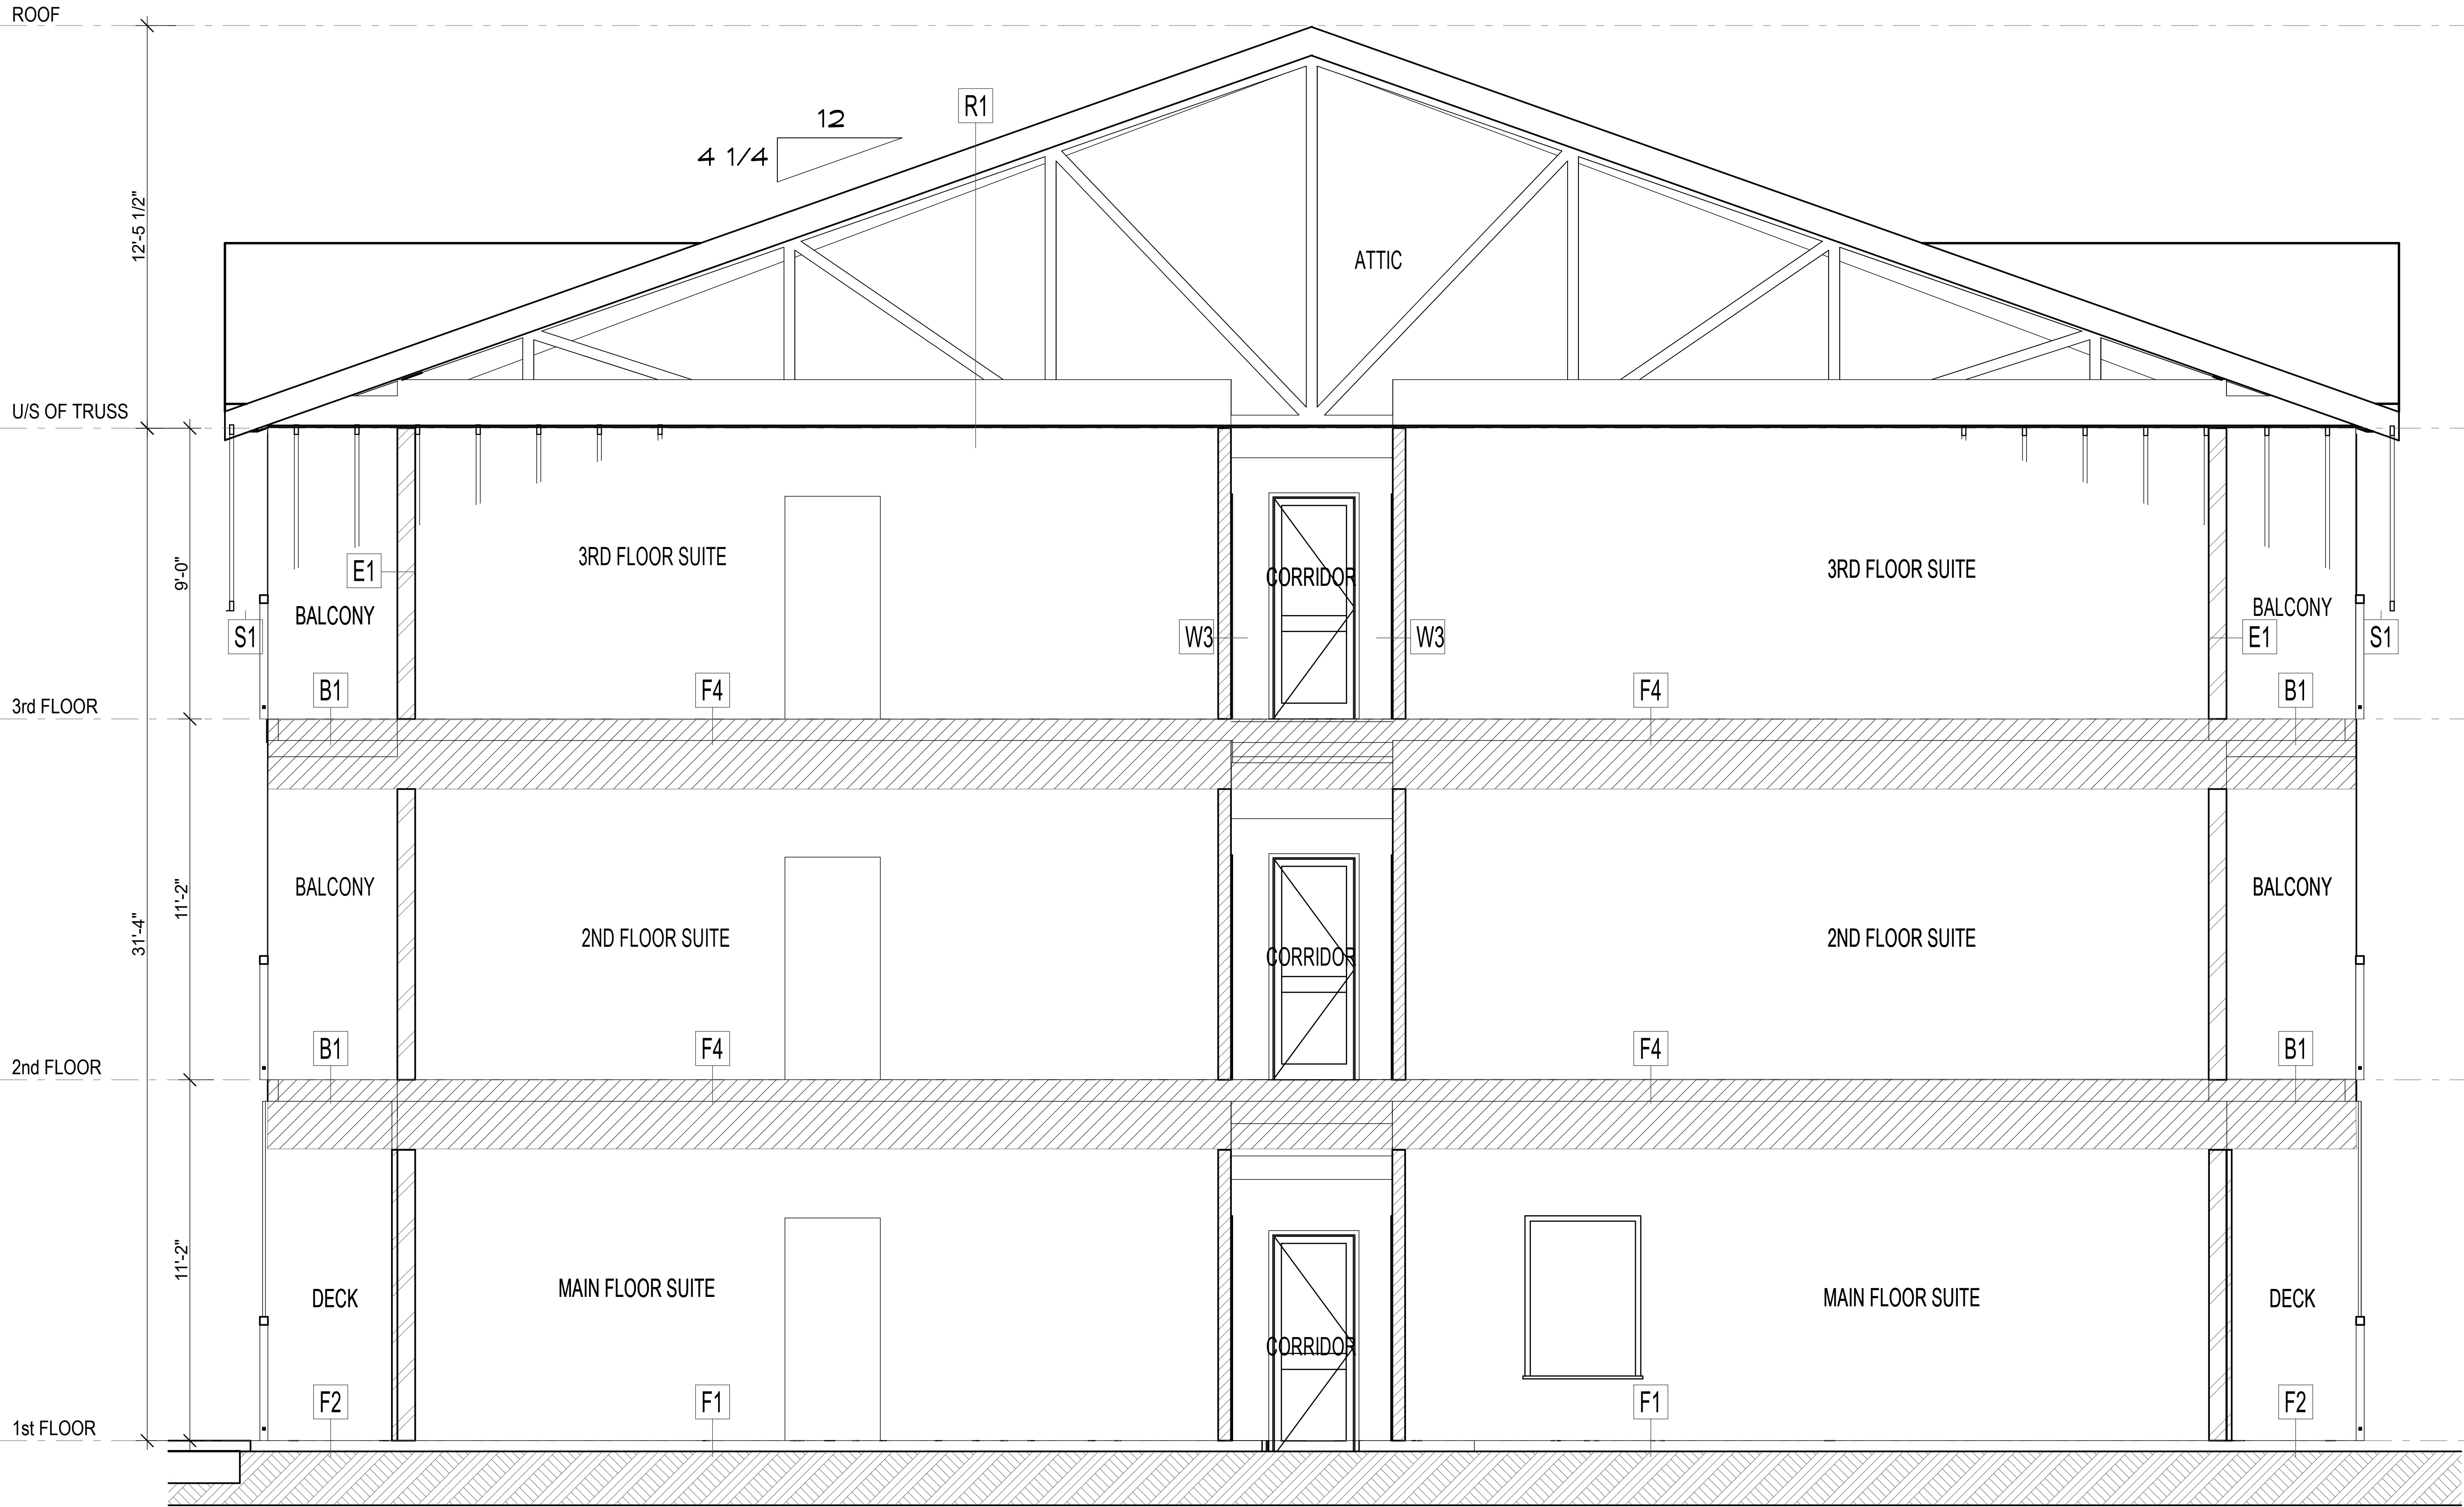 ROOF
R1
12
4 1/4
12'-5 1/2"
ATTIC
U/S OF TRUSS
9'-0"
3RD FLOOR SUITE
E1
CORRIDOR
3RD FLOOR SUITE
BALCONY
BALCONY
S1
W3
W3
E1
S1
B1
F4
F4
B1
3rd FLOOR
11'-2"
31'-4"
BALCONY
BALCONY
2ND FLOOR SUITE
CORRIDOR
2ND FLOOR SUITE
B1
F4
F4
B1
2nd FLOOR
11'-2"
DECK
MAIN FLOOR SUITE
CORRIDOR
MAIN FLOOR SUITE
DECK
F2
F1
F1
F2
1st FLOOR